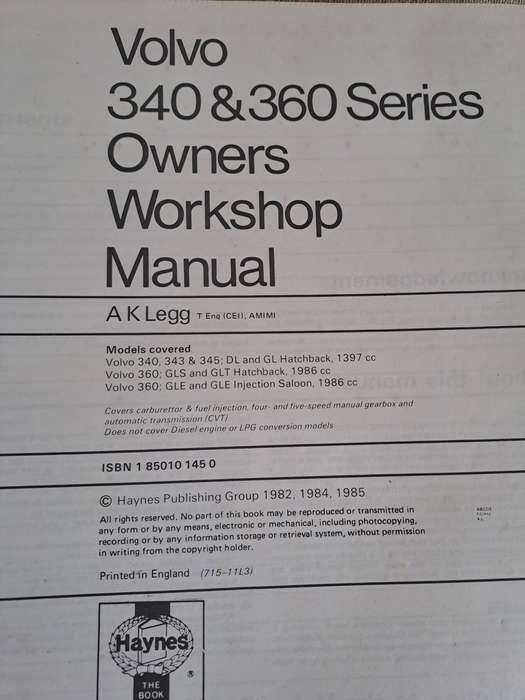 Volvo
340 & 360 Series
Owners
Workshop
Manual
A K Legg T Eng (CEI), AMIMI
Models covered
Volvo 340, 343 & 345; DL and GL Hatchback, 1397 cc
Volvo 360; GLS and GLT Hatchback, 1986 cc
Volvo 360; GLE and GLE Injection Saloon, 1986 cc
Covers carburettor & fuel injection, four- and five-speed manual gearbox and
automatic transmission (CVT)
Does not cover Diesel engine or LPG conversion models
ISBN 1 85010 145 0
© Haynes Publishing Group 1982, 1984, 1985
All rights reserved. No part of this book may be reproduced or transmitted in
any form or by any means, electronic or mechanical, including photocopying,
recording or by any information storage or retrieval system, without permission
in writing from the copyright holder.
Printed in England (715-11L3)
Haynes
®
THE
BOOK